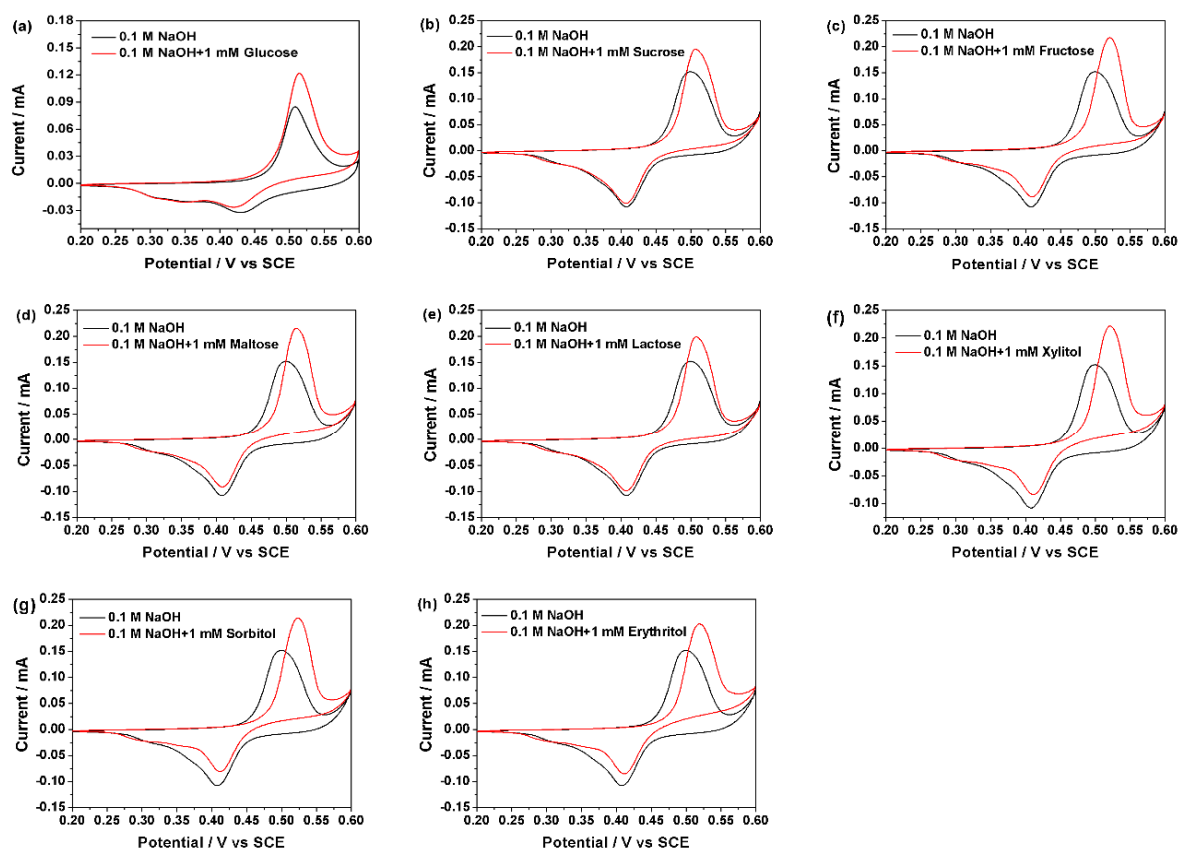 (a)
0.1 M NaOH
0.1 M NaOH+1 mM Glucose
Current / mA
0.18
0.15
0.12
0.09
0.06
0.03
0.00
-0.03
0.20 0.25 0.30 0.35 0.40 0.45 0.50 0.55 0.60
Potential / V vs SCE
(b)
0.1 M NaOH
0.1 M NaOH+1 mM Sucrose
Current / mA
0.25
0.20
0.15
0.10
0.05
0.00
-0.05
-0.10
-0.15
0.20 0.25 0.30 0.35 0.40 0.45 0.50 0.55 0.60
Potential / V vs SCE
(c)
0.1 M NaOH
0.1 M NaOH+1 mM Fructose
Current / mA
0.25
0.20
0.15
0.10
0.05
0.00
-0.05
-0.10
-0.15
0.20 0.25 0.30 0.35 0.40 0.45 0.50 0.55 0.60
Potential / V vs SCE
(d)
0.1 M NaOH
0.1 M NaOH+1 mM Maltose
Current / mA
0.25
0.20
0.15
0.10
0.05
0.00
-0.05
-0.10
-0.15
0.20 0.25 0.30 0.35 0.40 0.45 0.50 0.55 0.60
Potential / V vs SCE
(e)
0.1 M NaOH
0.1 M NaOH+1 mM Lactose
Current / mA
0.25
0.20
0.15
0.10
0.05
0.00
-0.05
-0.10
-0.15
0.20 0.25 0.30 0.35 0.40 0.45 0.50 0.55 0.60
Potential / V vs SCE
(f)
0.1 M NaOH
0.1 M NaOH+1 mM Xylitol
Current / mA
0.25
0.20
0.15
0.10
0.05
0.00
-0.05
-0.10
0.20 0.25 0.30 0.35 0.40 0.45 0.50 0.55 0.60
Potential / V vs SCE
(g)
0.1 M NaOH
0.1 M NaOH+1 mM Sorbitol
Current / mA
0.25
0.20
0.15
0.10
0.05
0.00
-0.05
-0.10
-0.15
0.20 0.25 0.30 0.35 0.40 0.45 0.50 0.55 0.60
Potential / V vs SCE
(h)
0.1 M NaOH
0.1 M NaOH+1 mM Erythritol
Current / mA
0.25
0.20
0.15
0.10
0.05
0.00
-0.05
-0.10
-0.15
0.20 0.25 0.30 0.35 0.40 0.45 0.50 0.55 0.60
Potential / V vs SCE